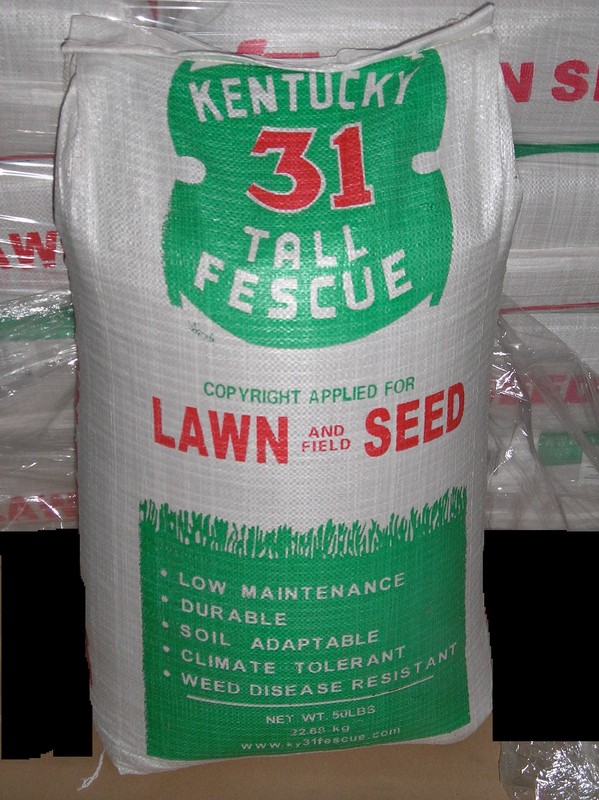 KENTUCKY
31
TALL
FESCUE
COPYRIGHT APPLIED FOR
LAWN AND FIELD SEED
• LOW MAINTENANCE
• DURABLE
• SOIL ADAPTABLE
• CLIMATE TOLERANT
• WEED DISEASE RESISTANT
NET WT. 50LBS
22.68 kg
www.ky31fescue.com